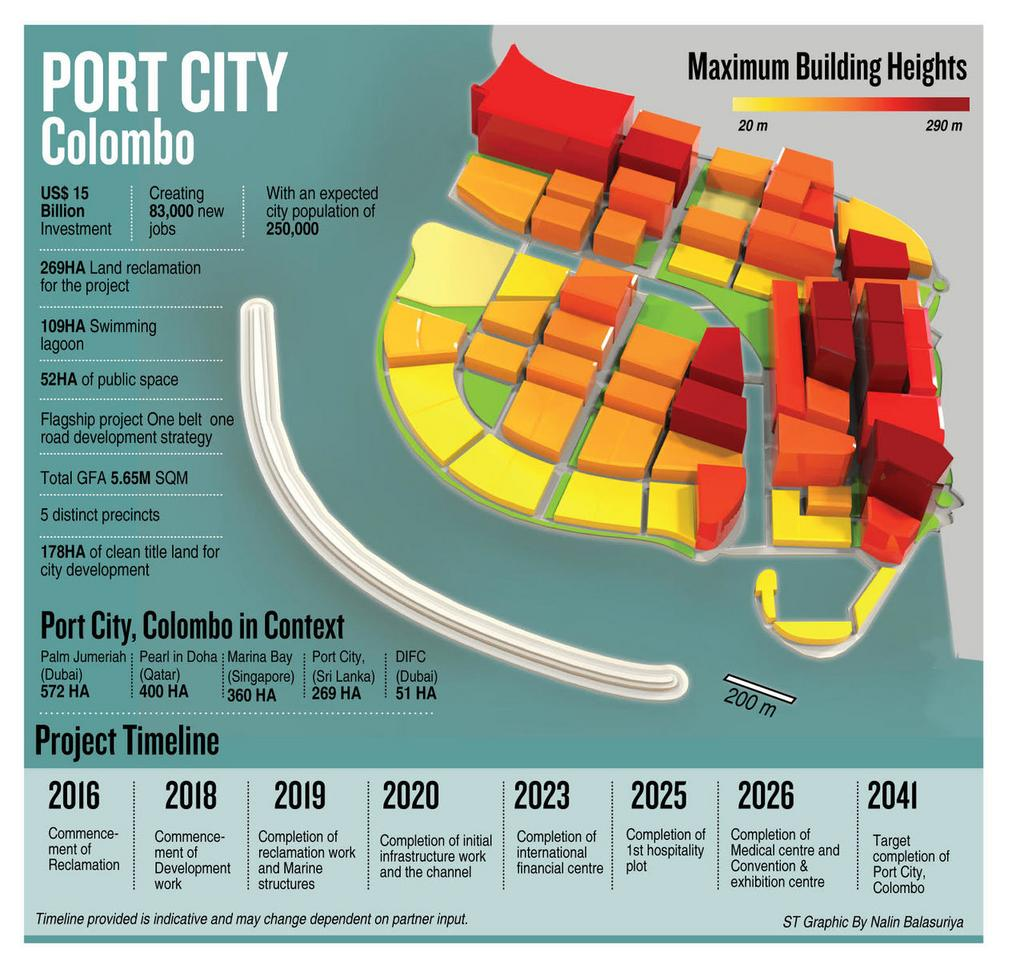 PORT CITY
Colombo
US$ 15
Billion
Investment
Creating
83,000 new
jobs
With an expected
city population of
250,000
269HA Land reclamation
for the project
109HA Swimming
lagoon
52HA of public space
Flagship project One belt one
road development strategy
Total GFA 5.65M SQM
5 distinct precincts
178HA of clean title land for
city development
Maximum Building Heights
20 m
290 m
200 m
Port City, Colombo in Context
Palm Jumeriah
(Dubai)
572 HA
Pearl in Doha
(Qatar)
400 HA
Marina Bay
(Singapore)
360 HA
Port City,
(Sri Lanka)
269 HA
DIFC
(Dubai)
51 HA
Project Timeline
2016
Commence-
ment of
Reclamation
2018
Commence-
ment of
Development
work
2019
Completion of
reclamation work
and Marine
structures
2020
Completion of initial
infrastructure work
and the channel
2023
Completion of
international
financial centre
2025
Completion of
1st hospitality
plot
2026
Completion of
Medical centre and
Convention &
exhibition centre
2041
Target
completion of
Port City,
Colombo
Timeline provided is indicative and may change dependent on partner input.
ST Graphic By Nalin Balasuriya